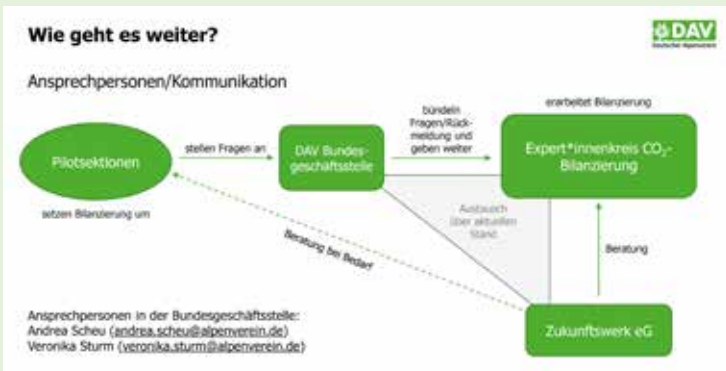 Wie geht es weiter?
DAV
Deutscher Alpenverein
Ansprechpersonen/Kommunikation
erarbeitet Bilanzierung
bündeln
Fragen/Rück-
meldung und
geben weiter
Pilotsektionen
stellen Fragen an
DAV Bundes-
geschäftsstelle
Expert*innenkreis CO₂-
Bilanzierung
setzen Bilanzierung um
Austausch
über aktuellen
Stand
Beratung bei Bedarf
Beratung
Ansprechpersonen in der Bundesgeschäftsstelle:
Andrea Scheu (andrea.scheu@alpenverein.de)
Veronika Sturm (veronika.sturm@alpenverein.de)
Zukunftswerk eG